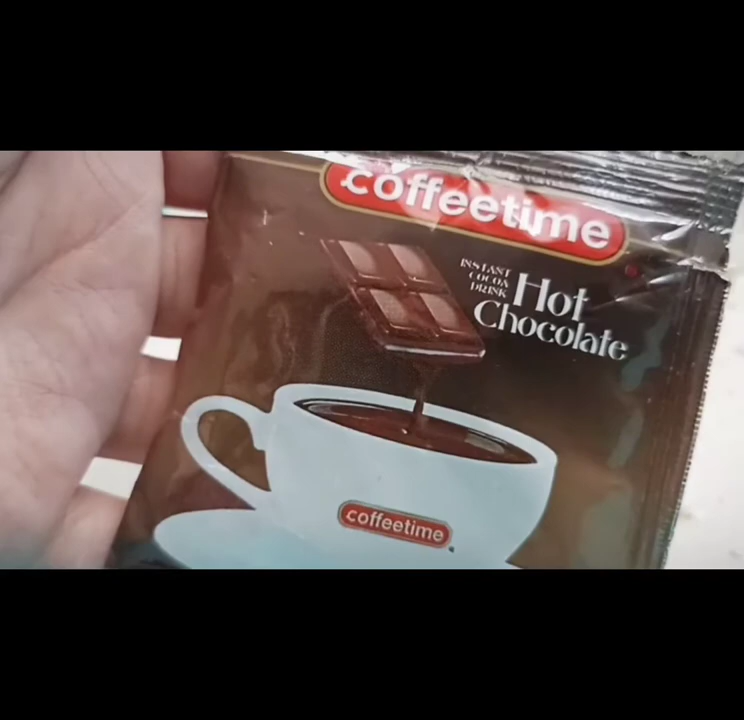 coffeetime
INSTANT
COCOA
DRINK
Hot
Chocolate
coffeetime